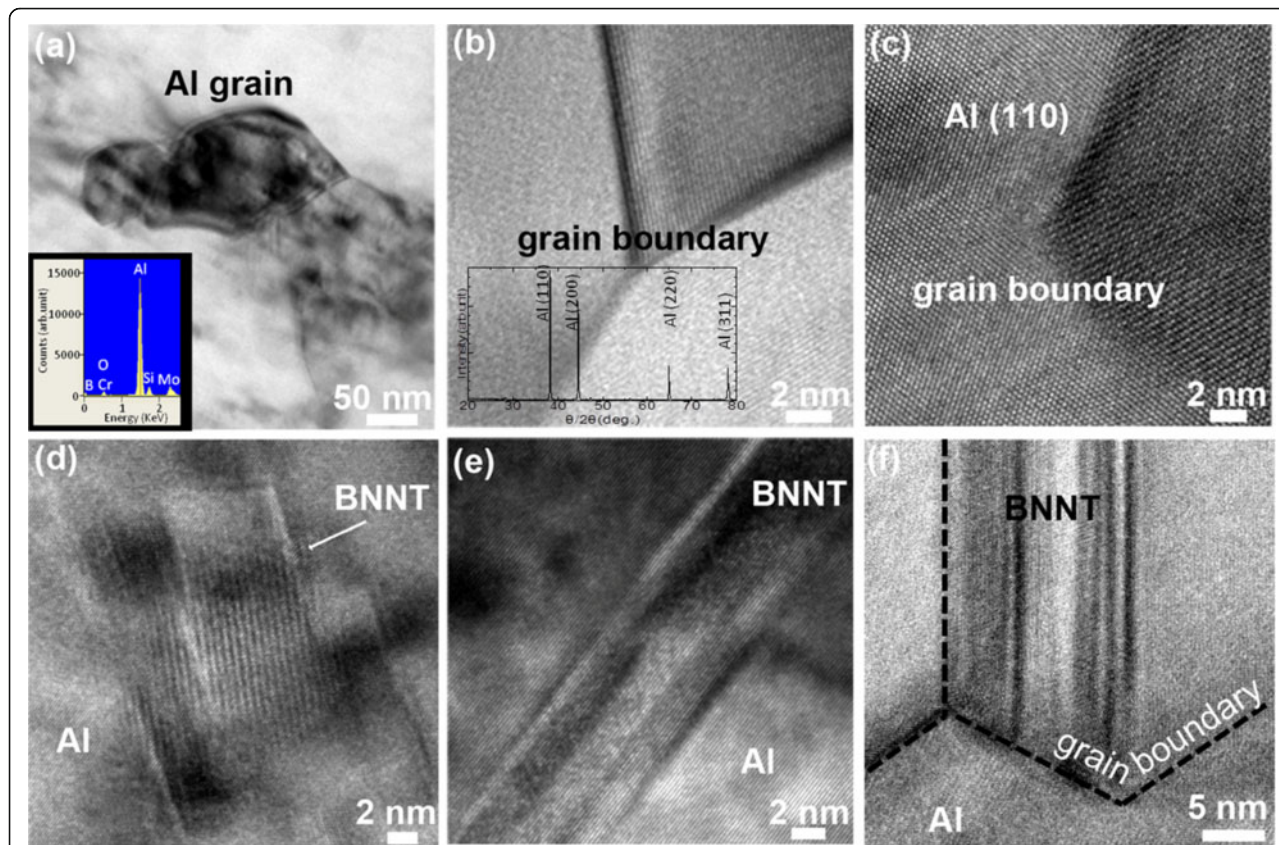 (a)
Al grain
15000
10000
5000
0
Counts (arb.unit)
Al
O
B Cr
Si Mo
0 1 2
Energy (KeV)
50 nm
(b)
grain boundary
Intensity(arb.unit)
Al (110)
Al (200)
Al (220)
Al (311)
20 30 40 50 60 70 80
θ/2θ(deg.)
2 nm
(c)
Al (110)
grain boundary
2 nm
(d)
BNNT
Al
2 nm
(e)
BNNT
Al
2 nm
(f)
BNNT
grain boundary
Al
5 nm